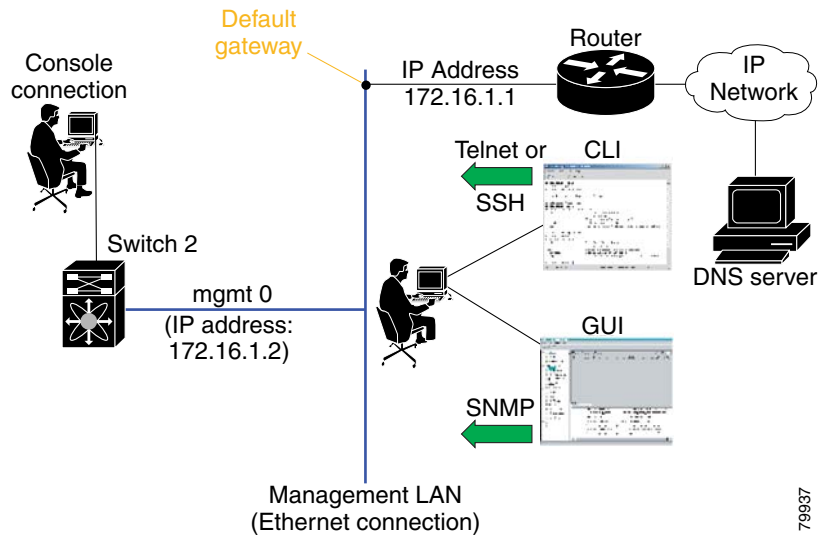 Default
gateway
Console
connection
IP Address
172.16.1.1
Router
IP
Network
Telnet or
SSH
CLI
DNS server
Switch 2
mgmt 0
(IP address:
172.16.1.2)
GUI
SNMP
Management LAN
(Ethernet connection)
79937